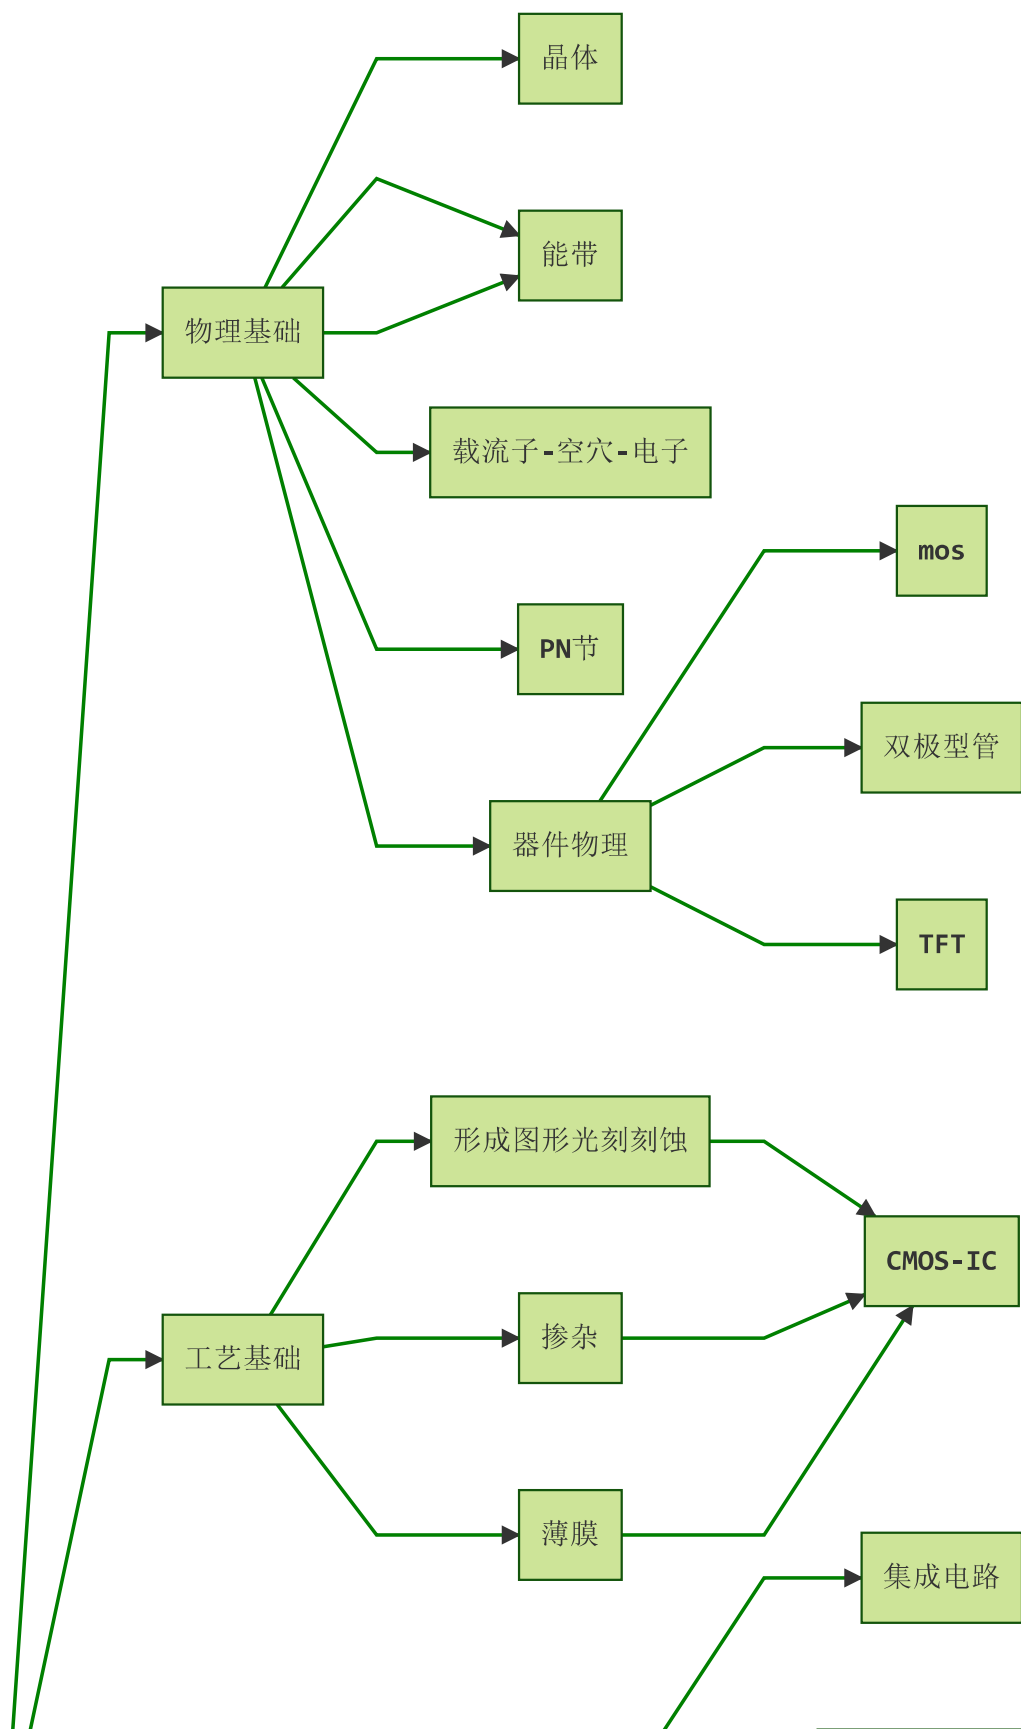 晶体
能带
物理基础
载流子-空穴-电子
mos
PN节
双极型管
器件物理
TFT
形成图形光刻刻蚀
CMOS-IC
掺杂
工艺基础
薄膜
集成电路